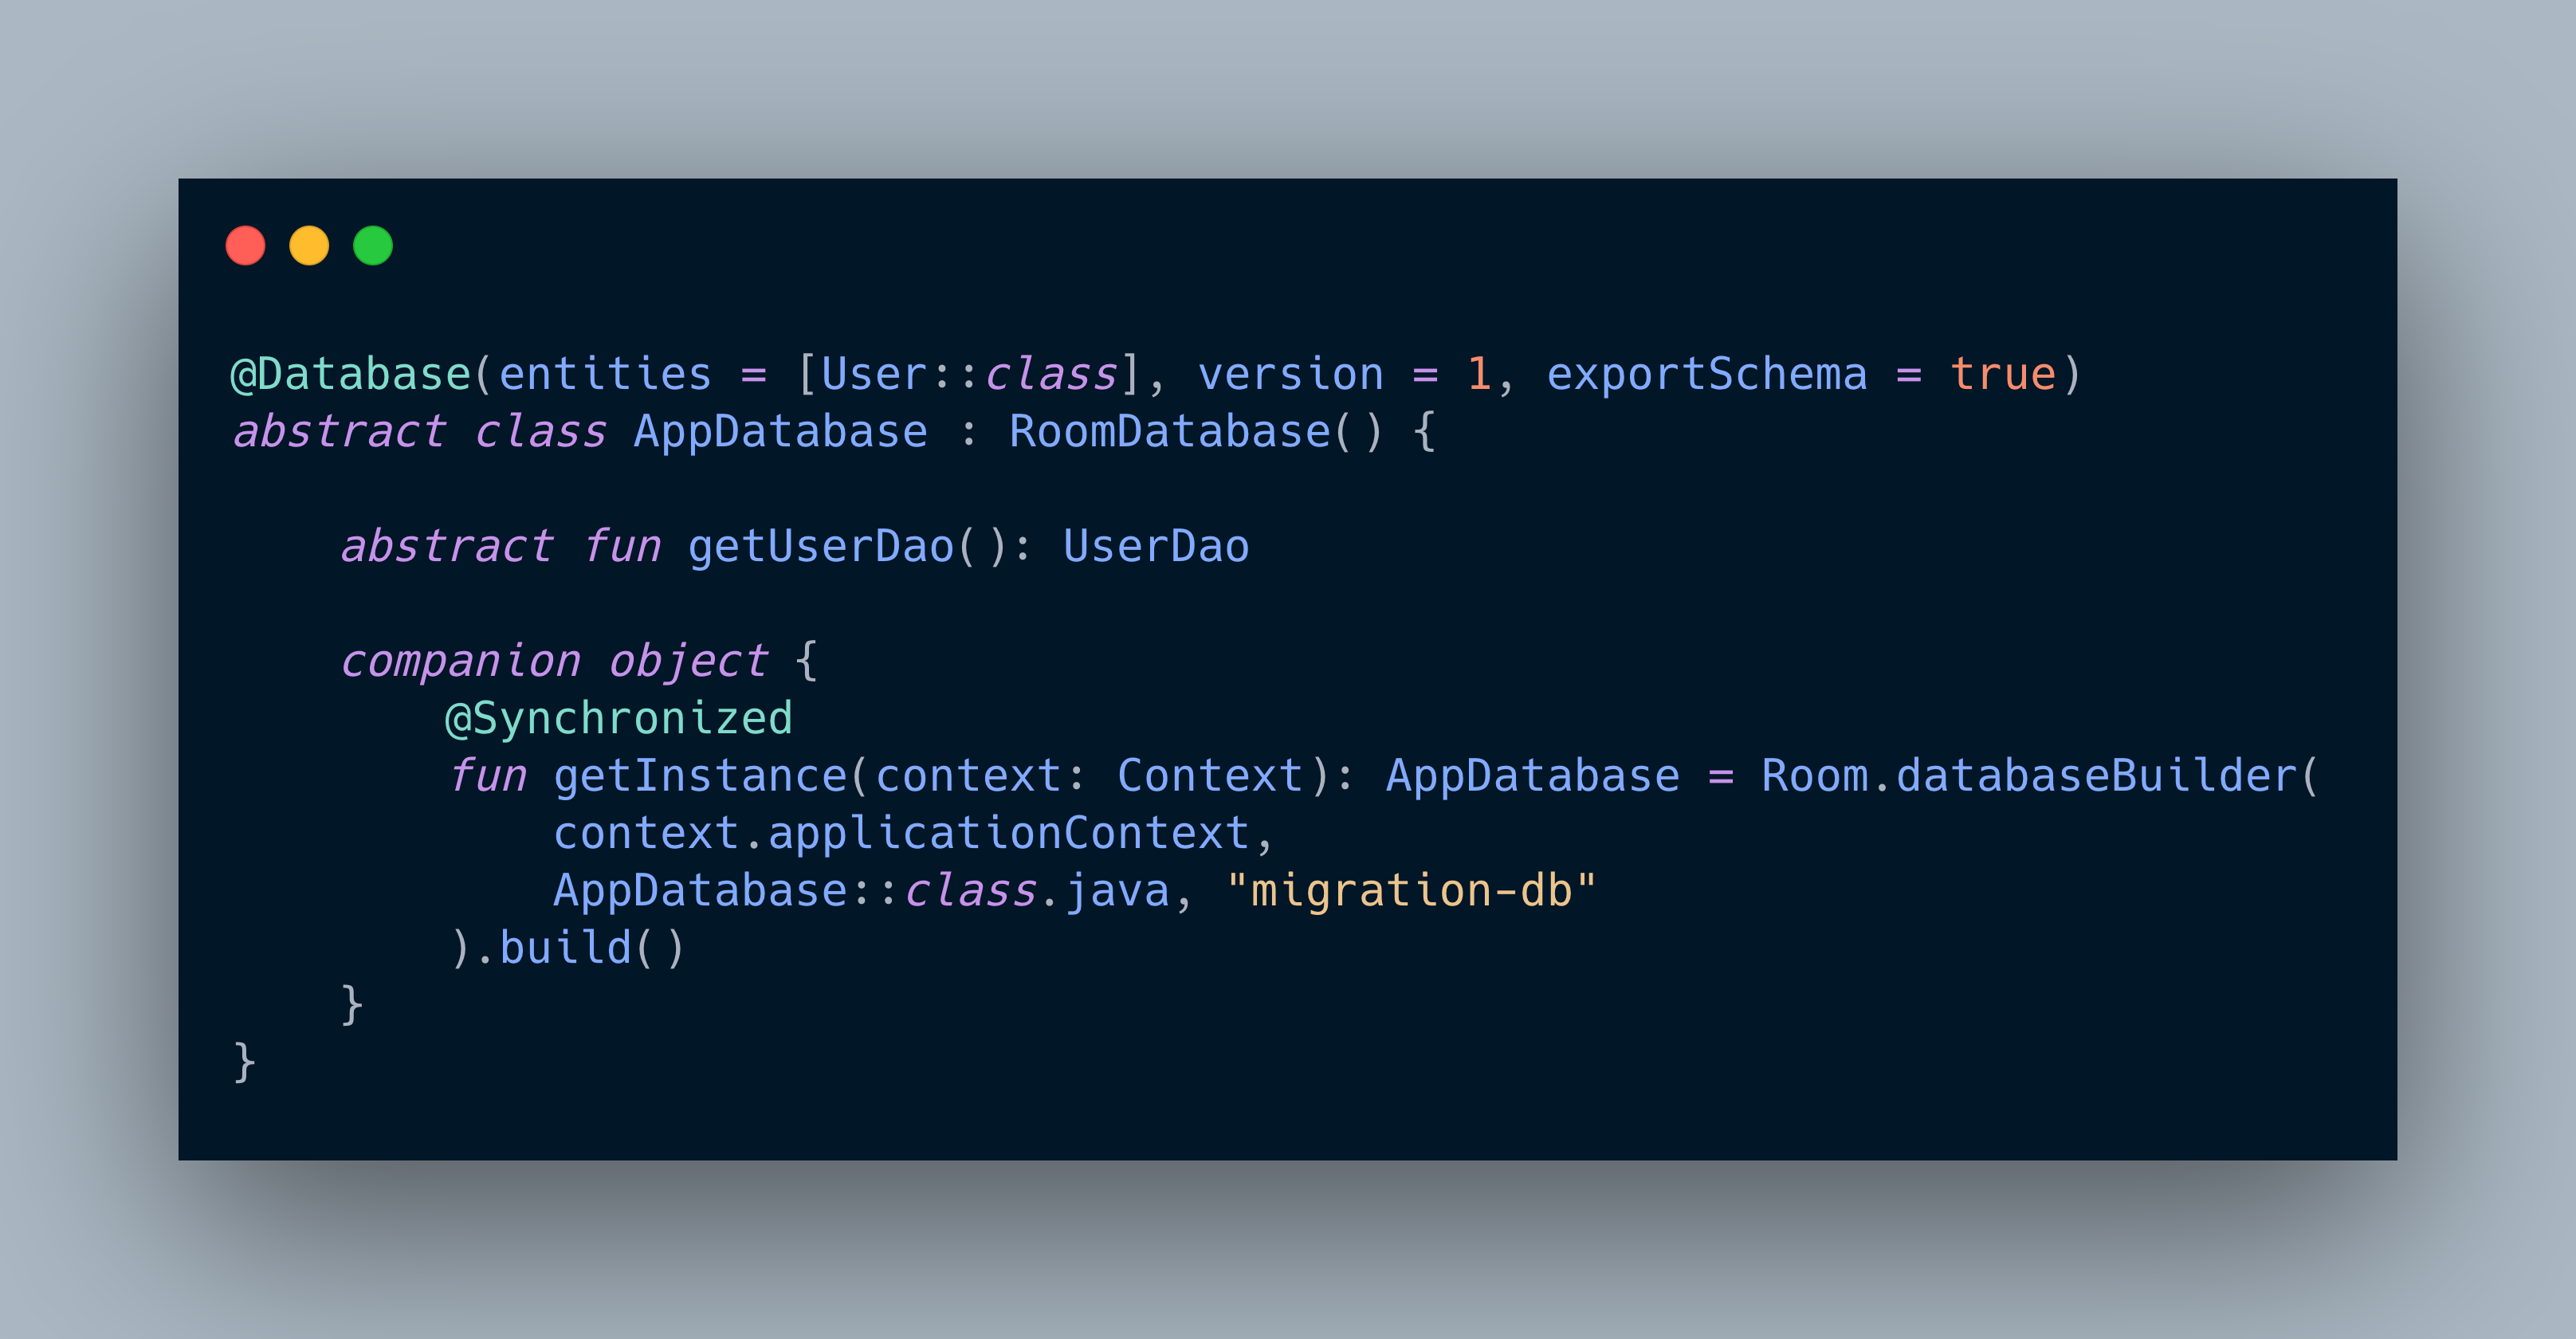 @Database(entities = [User::class], version = 1, exportSchema = true)
abstract class AppDatabase : RoomDatabase() {
    abstract fun getUserDao(): UserDao
    companion object {
        @Synchronized
        fun getInstance(context: Context): AppDatabase = Room.databaseBuilder(
            context.applicationContext,
            AppDatabase::class.java, "migration-db"
        ).build()
    }
}